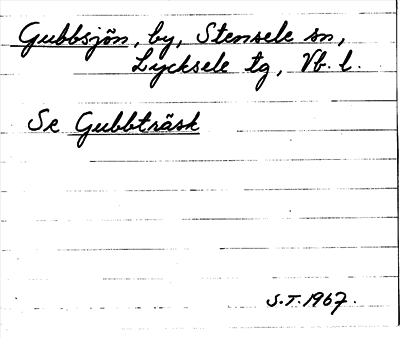 Gubbsjön, by, Stensele sn,
Lycksele tg, Vb. l.
Se Gubbträsk
S.T. 1967.